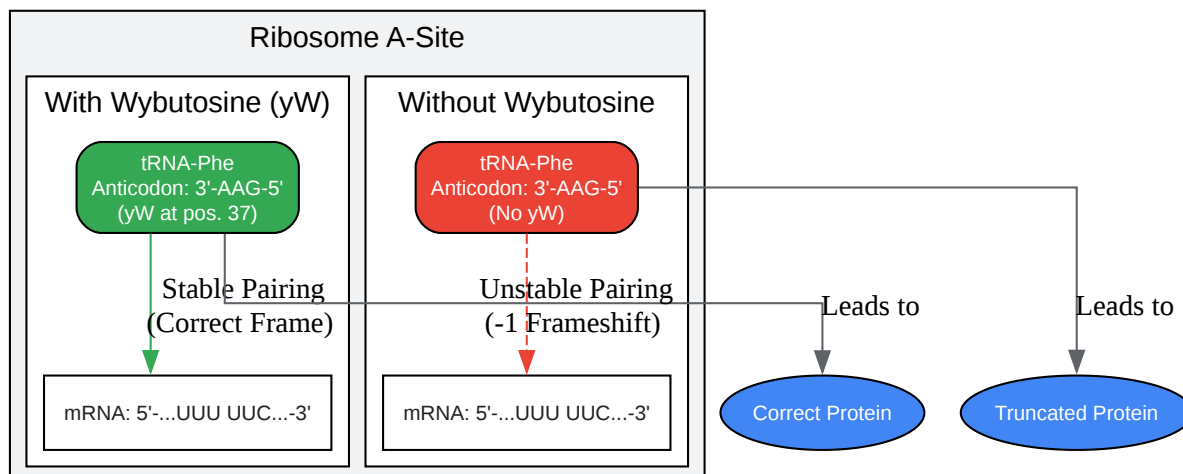 Ribosome A-Site
With Wybutosine (yW)
Without Wybutosine
tRNA-Phe
Anticodon: 3'-AAG-5'
(yW at pos. 37)
tRNA-Phe
Anticodon: 3'-AAG-5'
(No yW)
Stable Pairing
(Correct Frame)
Unstable Pairing
(-1 Frameshift)
Leads to
Leads to
mRNA: 5'-...UUU UUC...-3'
mRNA: 5'-...UUU UUC...-3'
Correct Protein
Truncated Protein